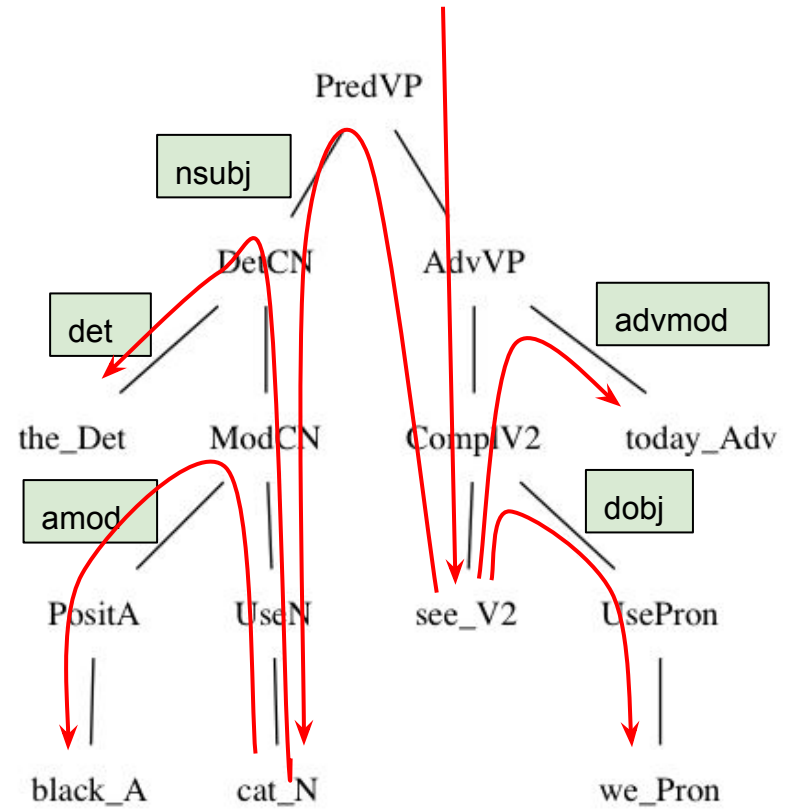 PredVP
nsubj
DetCN AdvVP
det advmod
the_Det ModCN ComplV2 today_Adv
amod dobj
PositA UseN see_V2 UsePron
black_A cat_N we_Pron